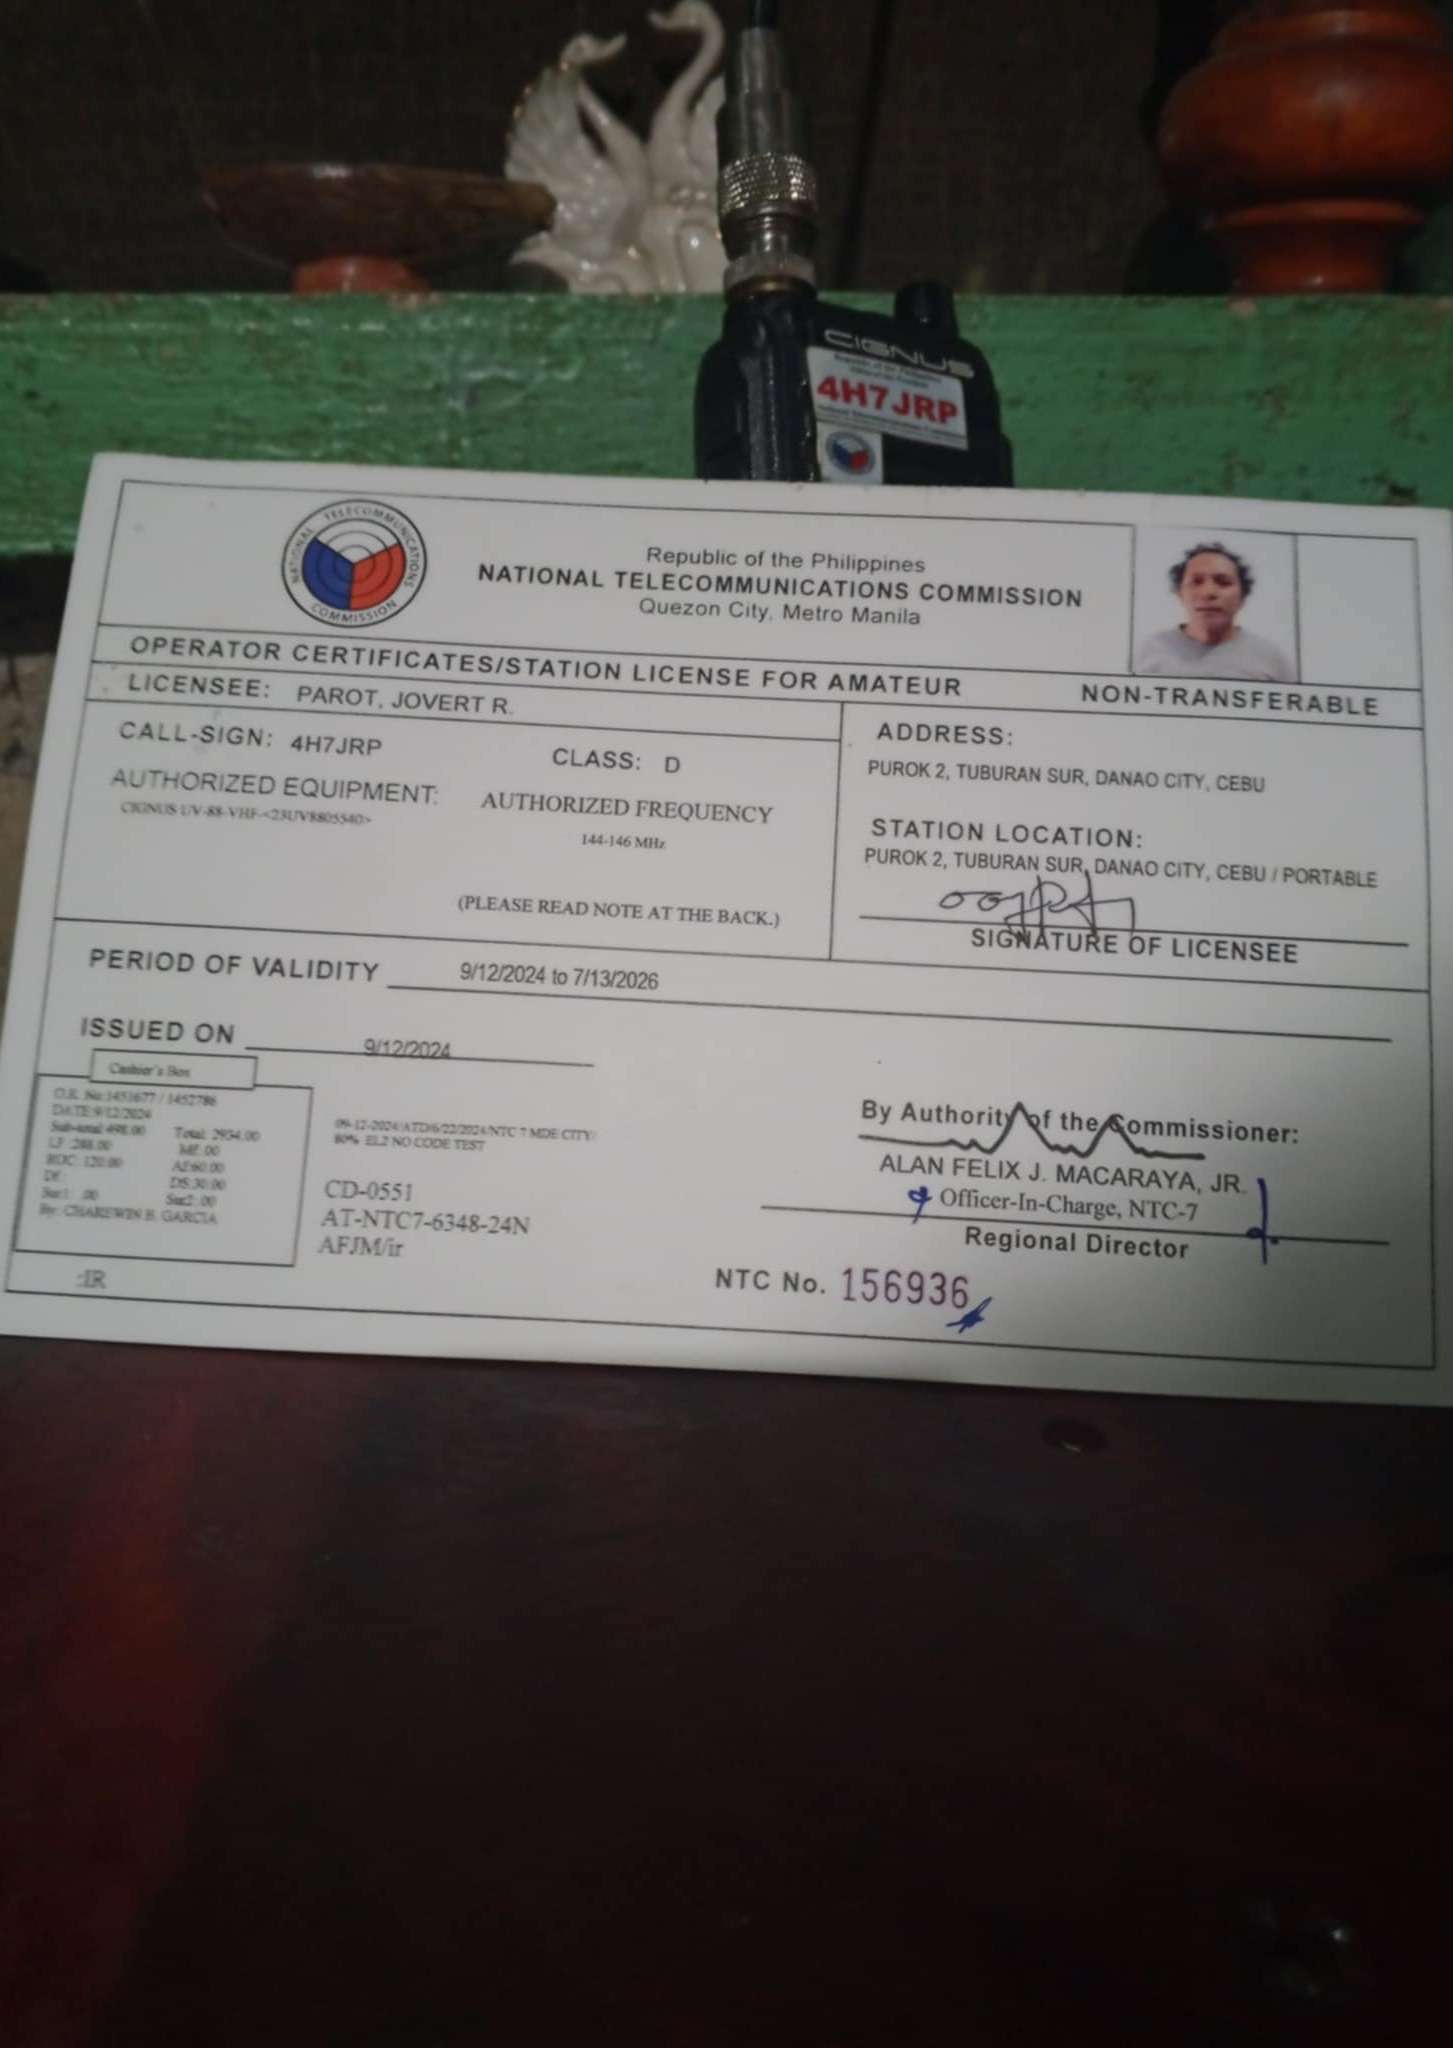 CIGNUS
4H7JRP
NATIONAL TELECOMMUNICATIONS COMMISSION
Republic of the Philippines
NATIONAL TELECOMMUNICATIONS COMMISSION
Quezon City, Metro Manila
OPERATOR CERTIFICATES/STATION LICENSE FOR AMATEUR NON-TRANSFERABLE
LICENSEE: PAROT, JOVERT R.
CALL-SIGN: 4H7JRP CLASS: D
AUTHORIZED EQUIPMENT: AUTHORIZED FREQUENCY
CIGNUS UV-88-VHF-<23UV8805540>
144-146 MHz
(PLEASE READ NOTE AT THE BACK.)
ADDRESS:
PUROK 2, TUBURAN SUR, DANAO CITY, CEBU
STATION LOCATION:
PUROK 2, TUBURAN SUR, DANAO CITY, CEBU / PORTABLE
SIGNATURE OF LICENSEE
PERIOD OF VALIDITY 9/12/2024 to 7/13/2026
ISSUED ON 9/12/2024
Cashier's Box
O.R. No:1451677 / 1452786
DATE:9/12/2024
Sub-total:498.00 Total: 2934.00
LF :288.00 MF.00
ROC: 120.00 AF:60.00
DF: DS:30.00
Sur1: .00 Sur2: .00
By: CHAREWIN B. GARCIA
:IR
09-12-2024/ATD/6/22/2024/NTC 7 MDE CITY/
80% EL2 NO CODE TEST
CD-0551
AT-NTC7-6348-24N
AFJM/ir
By Authority of the Commissioner:
ALAN FELIX J. MACARAYA, JR.
Officer-In-Charge, NTC-7
Regional Director
NTC No. 156936